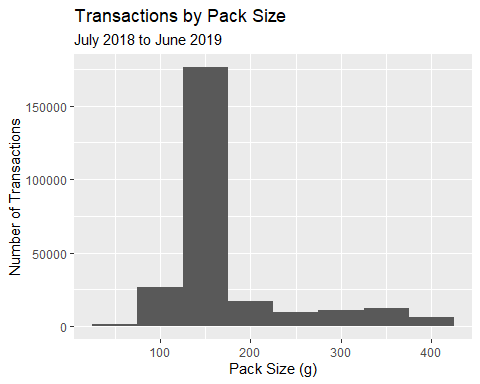 Transactions by Pack Size
July 2018 to June 2019
Number of Transactions
150000
100000
50000
0
100
200
300
400
Pack Size (g)